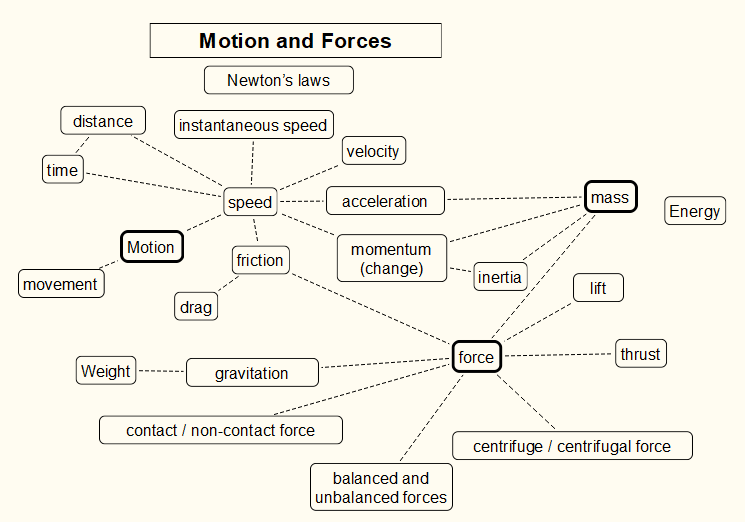 Motion and Forces
Newton's laws
distance
instantaneous speed
velocity
time
speed
acceleration
mass
Energy
Motion
friction
momentum
(change)
inertia
movement
drag
lift
force
thrust
Weight
gravitation
contact / non-contact force
centrifuge / centrifugal force
balanced and
unbalanced forces